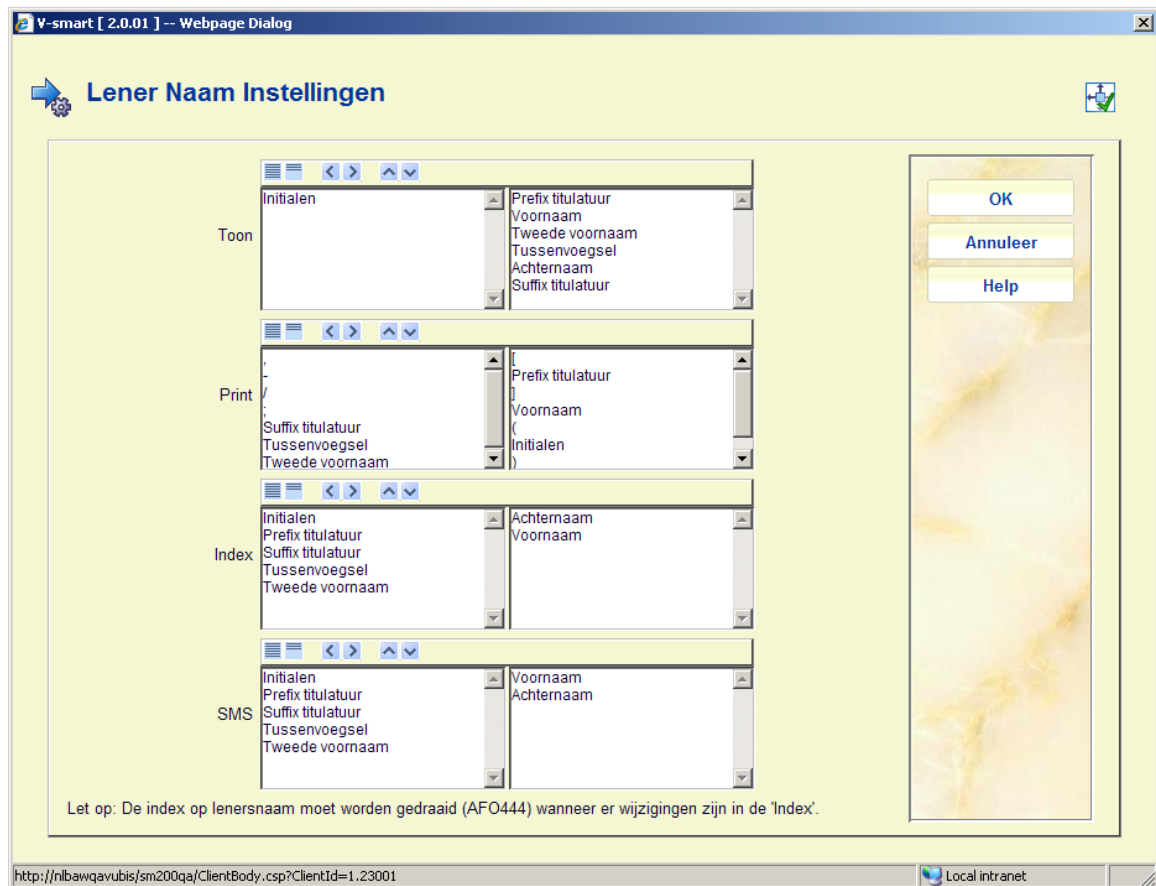 V-smart [ 2.0.01 ] -- Webpage Dialog
Lener Naam Instellingen
Toon
Initialen
Prefix titulatuur
Voornaam
Tweede voornaam
Tussenvoegsel
Achternaam
Suffix titulatuur
Print
,
-
/
;
Suffix titulatuur
Tussenvoegsel
Tweede voornaam
[
Prefix titulatuur
]
Voornaam
(
Initialen
)
Index
Initialen
Prefix titulatuur
Suffix titulatuur
Tussenvoegsel
Tweede voornaam
Achternaam
Voornaam
SMS
Initialen
Prefix titulatuur
Suffix titulatuur
Tussenvoegsel
Tweede voornaam
Voornaam
Achternaam
Let op: De index op lenersnaam moet worden gedraaid (AFO444) wanneer er wijzigingen zijn in de 'Index'.
OK
Annuleer
Help
http://nlbawqavubis/sm200qa/ClientBody.csp?ClientId=1.23001
Local intranet